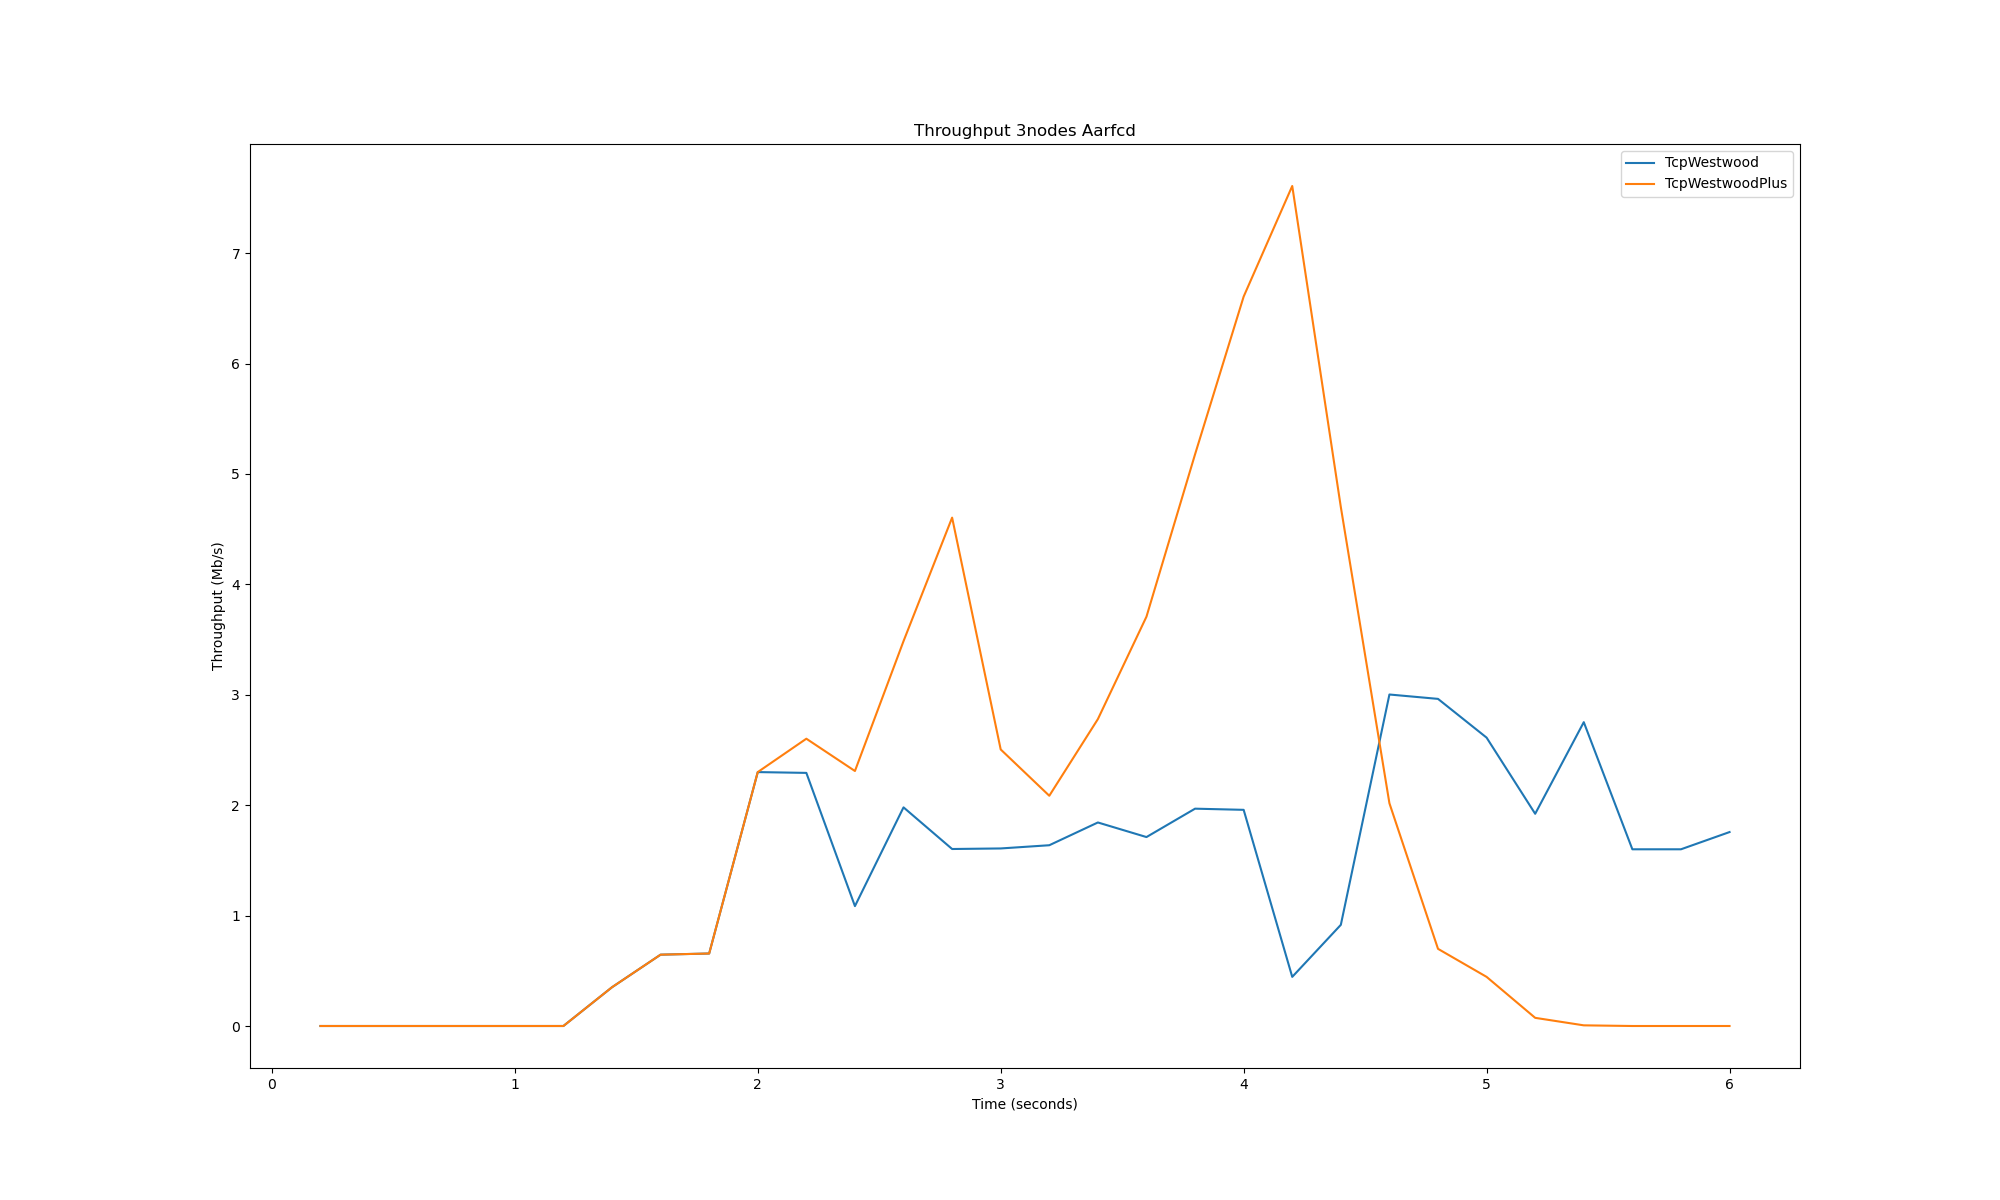 Throughput 3nodes Aarfcd
TcpWestwood
TcpWestwoodPlus
7
6
5
4
3
2
1
0
Throughput (Mb/s)
0 1 2 3 4 5 6
Time (seconds)